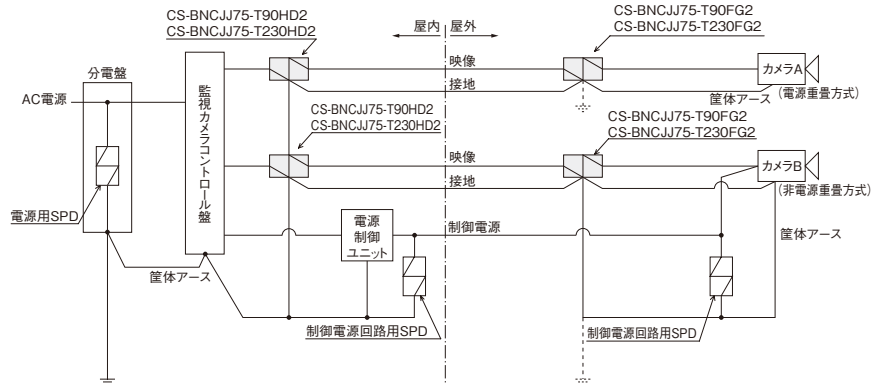 CS-BNCJJ75-T90HD2
CS-BNCJJ75-T230HD2
屋内
屋外
CS-BNCJJ75-T90FG2
CS-BNCJJ75-T230FG2
分電盤
AC電源
監視カメラコントロール盤
映像
接地
カメラA
(電源重畳方式)
筐体アース
CS-BNCJJ75-T90HD2
CS-BNCJJ75-T230HD2
CS-BNCJJ75-T90FG2
CS-BNCJJ75-T230FG2
映像
接地
カメラB
(非電源重畳方式)
電源用SPD
電源
制御
ユニット
制御電源
筐体アース
筐体アース
制御電源回路用SPD
制御電源回路用SPD